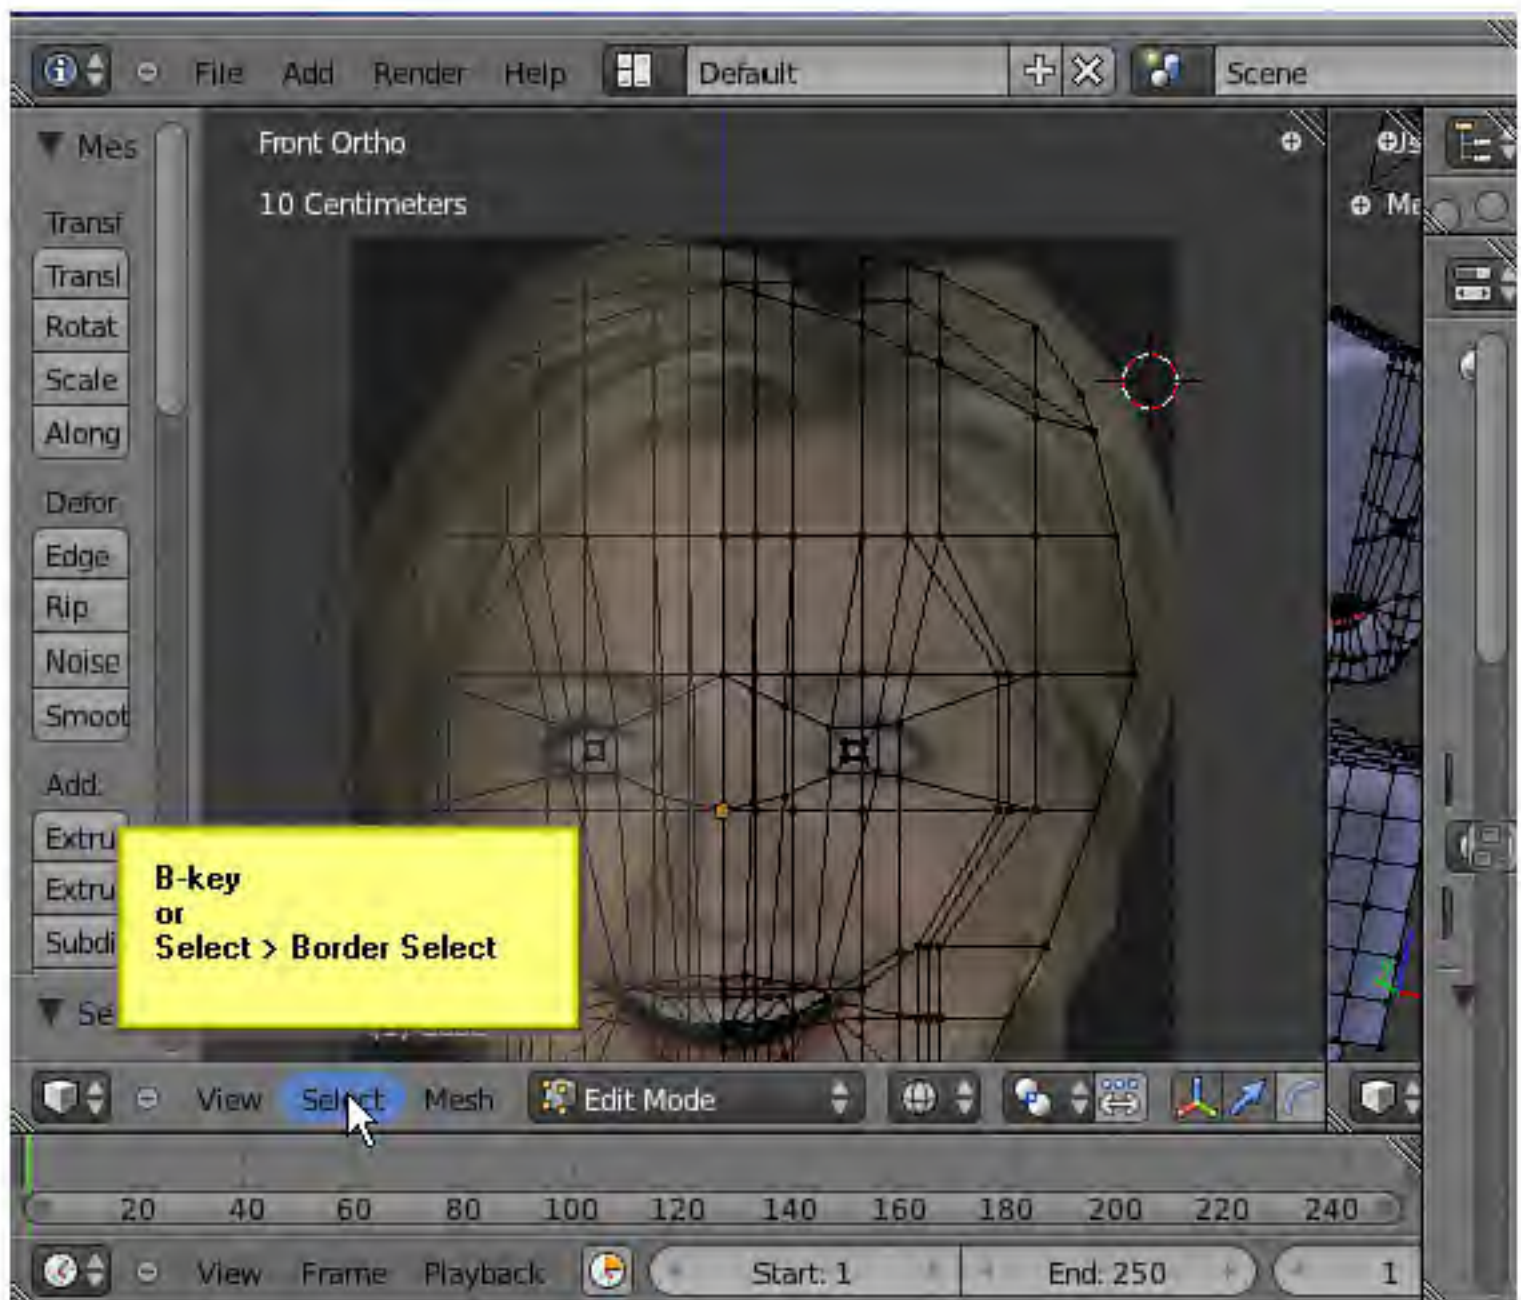 File Add Render Help Default Scene
Mes
Front Ortho
10 Centimeters
Transf
Transl
Rotat
Scale
Along
Defor
Edge
Rip
Noise
Smoot
Add:
Extru
Extru
Subdi
B-key
or
Select > Border Select
Se
View Select Mesh Edit Mode
20 40 60 80 100 120 140 160 180 200 220 240
View Frame Playback Start: 1 End: 250 1